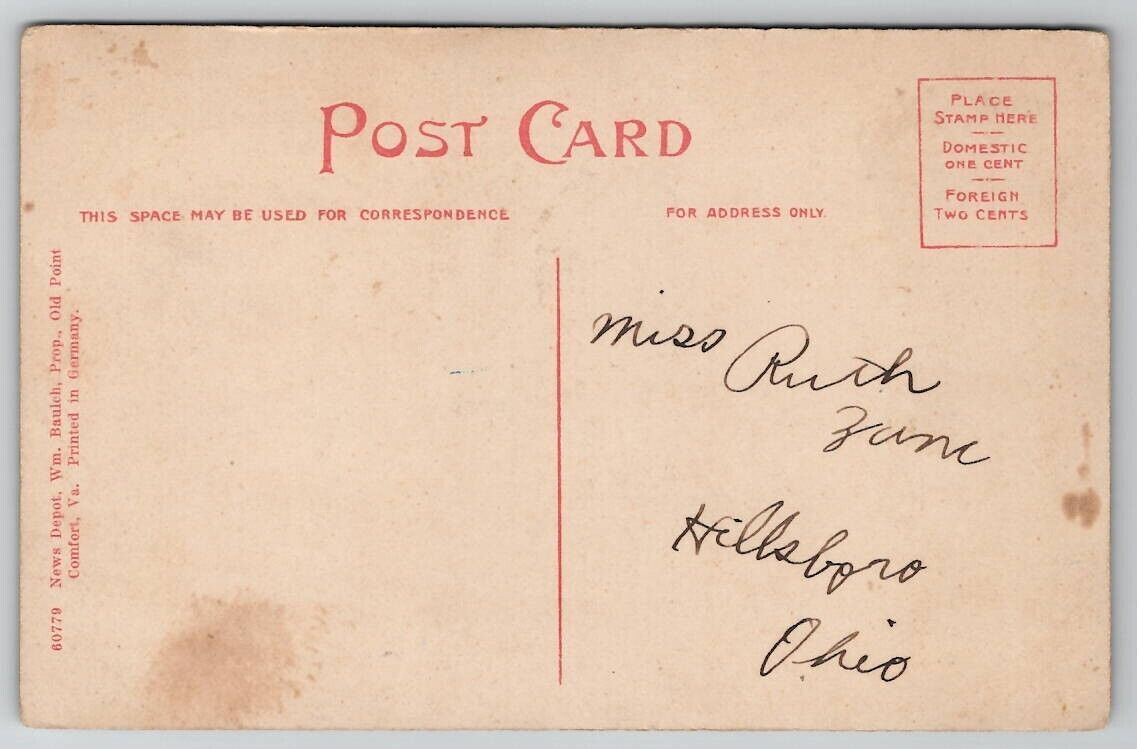 POST CARD
PLACE
STAMP HERE
DOMESTIC
ONE CENT
FOREIGN
TWO CENTS
THIS SPACE MAY BE USED FOR CORRESPONDENCE
FOR ADDRESS ONLY.
60779 News Depot, Wm. Baulch, Prop., Old Point
Comfort, Va. Printed in Germany.
Miss Ruth
Zane
Hillsboro
Ohio